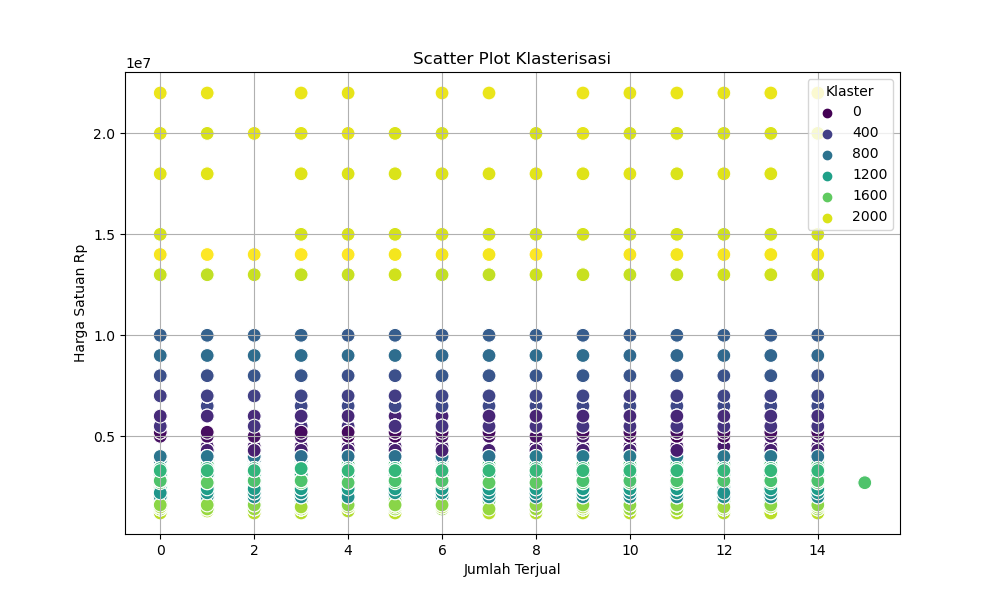 Scatter Plot Klasterisasi
1e7
2.0
1.5
1.0
0.5
Harga Satuan Rp
0 2 4 6 8 10 12 14
Jumlah Terjual
Klaster
0
400
800
1200
1600
2000